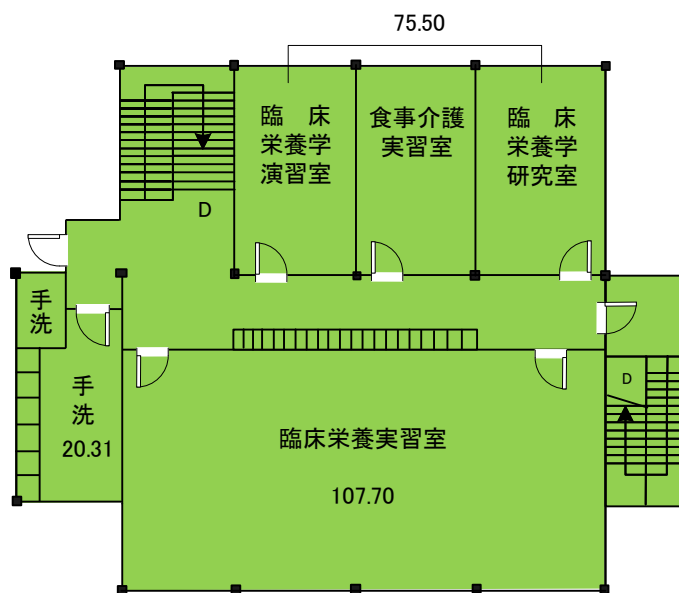 75.50
臨　床
栄養学
演習室
食事介護
実習室
臨　床
栄養学
研究室
D
手
洗
手
洗
20.31
D
臨床栄養実習室
107.70